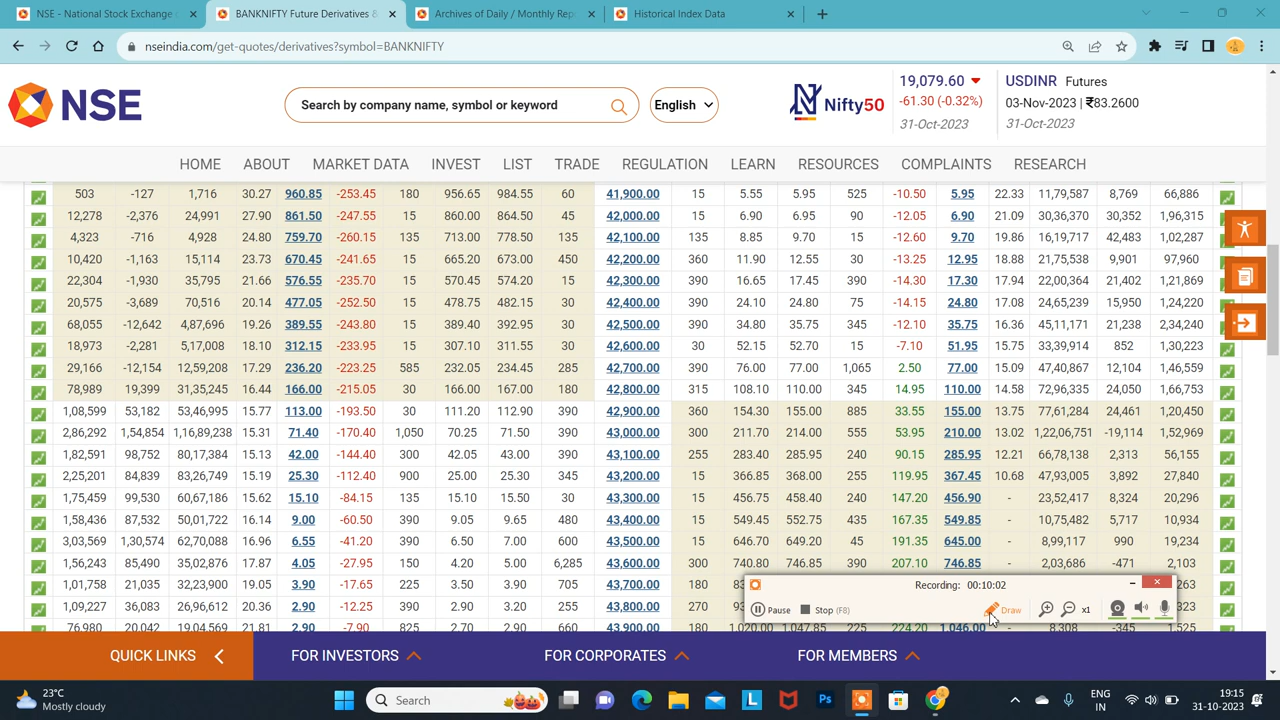 NSE - National Stock Exchange
BANKNIFTY Future Derivatives &
Archives of Daily / Monthly Rep
Historical Index Data
nseindia.com/get-quotes/derivatives?symbol=BANKNIFTY
NSE
Search by company name, symbol or keyword
English
Nifty50
19,079.60
-61.30 (-0.32%)
31-Oct-2023
USDINR Futures
03-Nov-2023 | ₹83.2600
31-Oct-2023
HOME ABOUT MARKET DATA INVEST LIST TRADE REGULATION LEARN RESOURCES COMPLAINTS RESEARCH
503 -127 1,716 30.27 960.85 -253.45 180 956.65 984.55 60 41,900.00 15 5.55 5.95 525 -10.50 5.95 22.33 11,79,587 8,769 66,886
12,278 -2,376 24,991 27.90 861.50 -247.55 15 860.00 864.50 45 42,000.00 15 6.90 6.95 90 -12.05 6.90 21.09 30,36,370 30,352 1,96,315
4,323 -716 4,928 24.80 759.70 -260.15 135 713.00 778.50 135 42,100.00 135 8.85 9.70 15 -12.60 9.70 19.86 16,19,717 42,483 1,02,287
10,420 -1,163 15,114 23.73 670.45 -241.65 15 665.20 673.00 450 42,200.00 360 11.90 12.55 30 -13.25 12.95 18.88 21,75,538 9,901 97,960
22,304 -1,930 35,795 21.66 576.55 -235.70 15 570.45 574.80 15 42,300.00 390 16.65 17.45 390 -14.30 17.30 17.94 22,00,364 21,402 1,21,869
20,575 -3,689 70,516 20.14 477.05 -252.50 15 478.75 482.15 30 42,400.00 390 24.10 24.80 75 -14.15 24.80 17.08 24,65,239 15,950 1,24,220
68,055 -12,642 4,87,696 19.26 389.55 -243.80 15 389.40 392.95 30 42,500.00 390 34.80 35.75 345 -12.10 35.75 16.36 45,11,171 21,238 2,34,240
18,973 -2,281 5,17,008 18.10 312.15 -233.95 15 307.10 311.55 30 42,600.00 30 52.15 52.70 15 -7.10 51.95 15.75 33,39,914 852 1,30,223
29,166 -12,154 12,59,208 17.29 236.20 -223.25 585 232.05 234.45 285 42,700.00 390 76.00 77.00 1,065 2.50 77.00 15.09 47,40,867 12,104 1,46,559
78,989 19,399 31,35,245 16.44 166.00 -215.05 30 166.00 167.00 180 42,800.00 315 108.10 110.00 345 14.95 110.00 14.58 72,96,335 24,050 1,66,753
1,08,599 53,182 53,46,995 15.77 113.00 -193.50 30 111.20 112.90 390 42,900.00 360 154.30 155.00 885 33.55 155.00 13.75 77,61,284 24,461 1,20,450
2,86,292 1,54,854 1,16,89,238 15.31 71.40 -170.40 1,050 70.25 71.50 390 43,000.00 300 211.70 214.00 555 53.95 210.00 13.02 1,22,06,751 -19,114 1,52,969
1,82,591 98,752 80,17,384 15.13 42.00 -144.40 300 42.05 43.00 390 43,100.00 255 283.40 285.95 240 90.15 285.95 12.21 66,78,138 2,313 56,155
2,25,201 84,839 83,26,749 15.19 25.30 -112.40 900 25.00 25.30 345 43,200.00 15 366.85 368.00 255 119.95 367.45 10.68 47,93,005 3,892 27,840
1,75,459 99,530 60,67,186 15.62 15.10 -84.15 135 15.10 15.50 30 43,300.00 15 456.75 458.40 240 147.20 456.90 - 23,52,417 8,324 20,296
1,58,436 87,532 50,01,722 16.14 9.00 -60.50 390 9.05 9.65 480 43,400.00 15 549.45 552.75 435 167.35 549.85 - 10,75,482 5,717 10,934
3,03,569 1,30,574 62,70,088 16.96 6.55 -41.20 390 6.50 7.00 600 43,500.00 15 646.70 649.20 45 191.35 645.00 - 8,99,117 990 19,234
1,56,243 85,490 35,02,876 17.87 4.05 -27.95 150 4.20 5.00 6,285 43,600.00 300 740.80 746.85 390 207.10 746.85 - 2,03,686 -471 2,103
1,01,758 21,035 32,23,900 19.05 3.90 -17.65 225 3.50 3.90 705 43,700.00 180
1,09,227 36,083 26,96,612 20.36 2.90 -12.25 390 2.90 3.20 255 43,800.00 270
76,980 20,042 19,04,569 21.81 2.90 -7.90 825 2.70 2.90 660 43,900.00 180 1,020.00 1,047.85 225 224.20 1,046.00 - 8,308 -345 1,525
Recording: 00:10:02
Pause Stop (F8) Draw x1
QUICK LINKS FOR INVESTORS FOR CORPORATES FOR MEMBERS
23°C
Mostly cloudy
Search
ENG
IN
19:15
31-10-2023